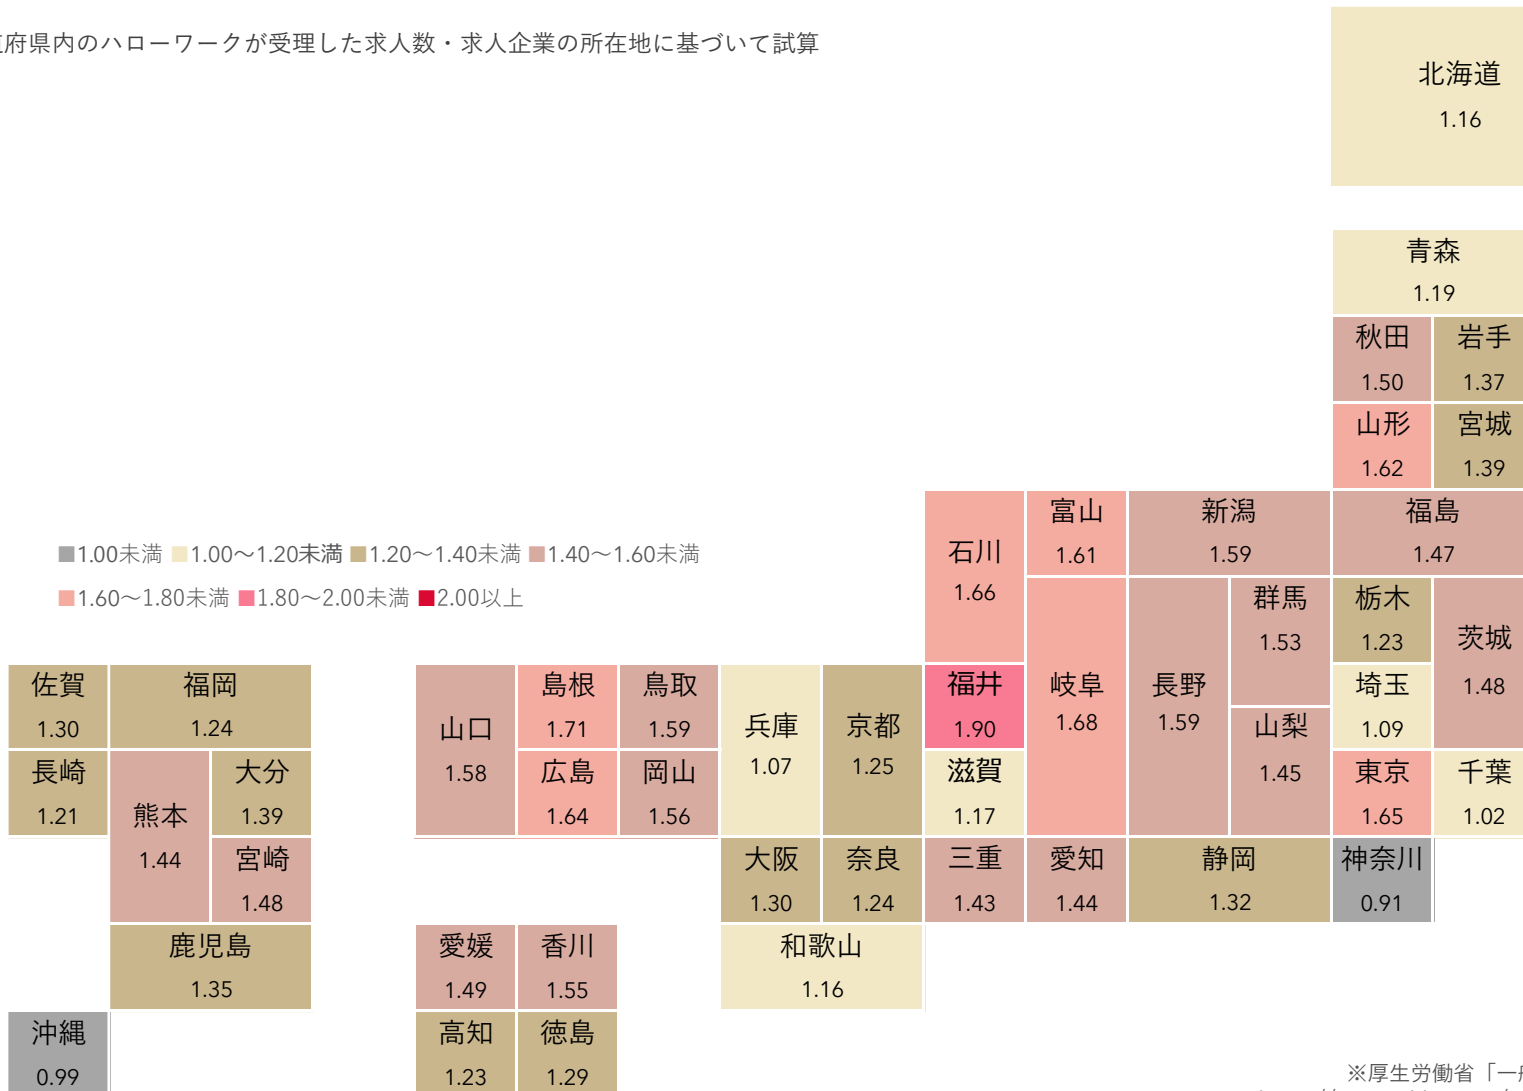 府県内のハローワークが受理した求人数・求人企業の所在地に基づいて試算
北海道
1.16
青森
1.19
秋田 岩手
1.50 1.37
山形 宮城
1.62 1.39
石川 富山 新潟 福島
1.66 1.61 1.59 1.47
■1.00未満 ■1.00～1.20未満 ■1.20～1.40未満 ■1.40～1.60未満
■1.60～1.80未満 ■1.80～2.00未満 ■2.00以上
群馬 栃木 茨城
1.53 1.23 1.48
佐賀 福岡 山口 島根 鳥取 兵庫 京都 福井 岐阜 長野 山梨 埼玉
1.30 1.24 1.58 1.71 1.59 1.07 1.25 1.90 1.68 1.59 1.45 1.09
長崎 熊本 大分 広島 岡山 滋賀 東京 千葉
1.21 1.44 1.39 1.64 1.56 1.17 1.65 1.02
宮崎 大阪 奈良 三重 愛知 静岡 神奈川
1.48 1.30 1.24 1.43 1.44 1.32 0.91
鹿児島 愛媛 香川 和歌山
1.35 1.49 1.55 1.16
沖縄 高知 徳島
0.99 1.23 1.29
※厚生労働省「一般